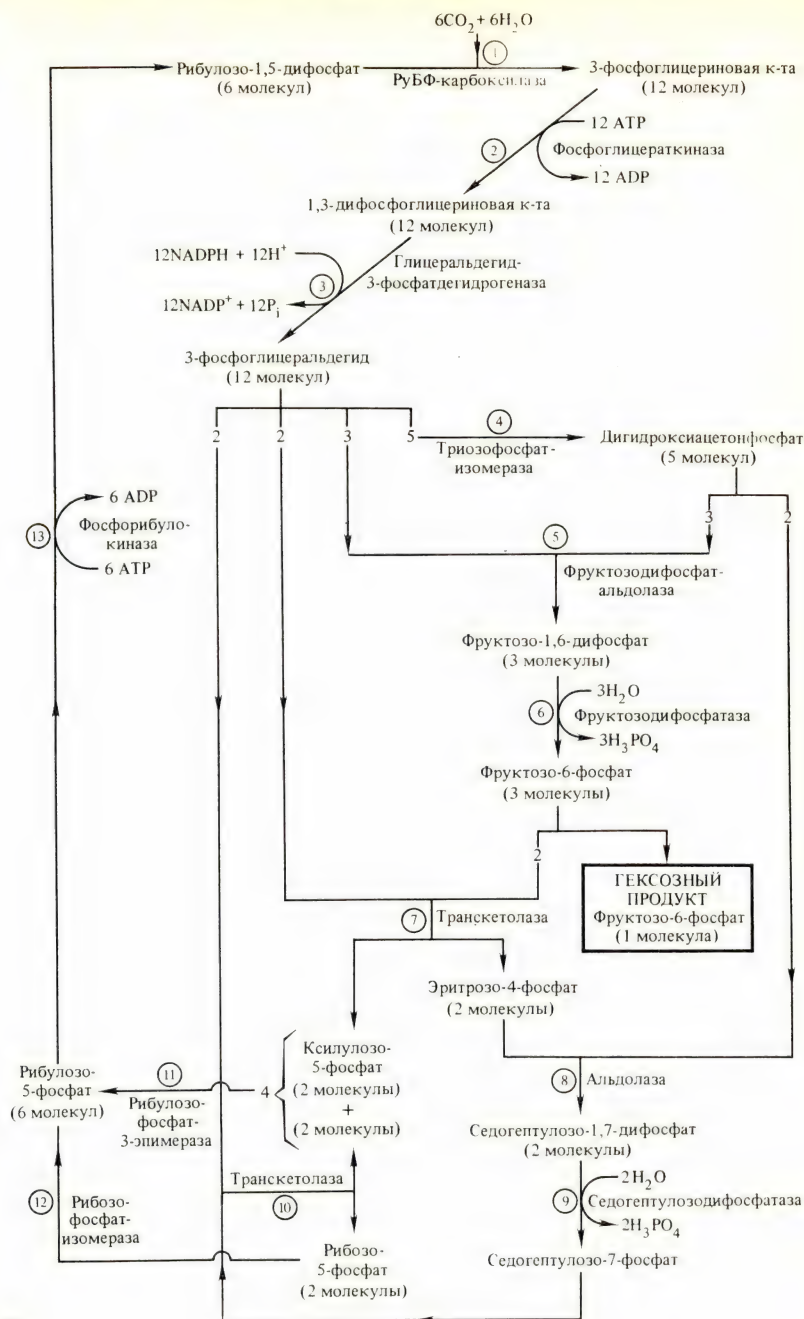 6CO₂ + 6H₂O
①
Рибулозо-1,5-дифосфат
(6 молекул)
РуБФ-карбоксилаза
3-фосфоглицериновая к-та
(12 молекул)
②
12 ATP
Фосфоглицераткиназа
12 ADP
1,3-дифосфоглицериновая к-та
(12 молекул)
12NADPH + 12H⁺
③
Глицеральдегид-
3-фосфатдегидрогеназа
12NADP⁺ + 12Pᵢ
3-фосфоглицеральдегид
(12 молекул)
2
2
3
5
④
Триозофосфат-
изомераза
Дигидроксиацетонфосфат
(5 молекул)
3
2
⑬
6 ADP
Фосфорибуло-
киназа
6 ATP
⑤
Фруктозодифосфат-
альдолаза
Фруктозо-1,6-дифосфат
(3 молекулы)
⑥
3H₂O
Фруктозодифосфатаза
3H₃PO₄
Фруктозо-6-фосфат
(3 молекулы)
2
ГЕКСОЗНЫЙ
ПРОДУКТ
Фруктозо-6-фосфат
(1 молекула)
⑦
Транскетолаза
Эритрозо-4-фосфат
(2 молекулы)
Ксилулозо-
5-фосфат
(2 молекулы)
+
(2 молекулы)
4
⑪
Рибулозо-
фосфат-
3-эпимераза
Рибулозо-
5-фосфат
(6 молекул)
⑧
Альдолаза
Седогептулозо-1,7-дифосфат
(2 молекулы)
⑨
2H₂O
Седогептулозодифосфатаза
2H₃PO₄
Седогептулозо-7-фосфат
Транскетолаза
⑩
⑫
Рибозо-
фосфат-
изомераза
Рибозо-
5-фосфат
(2 молекулы)